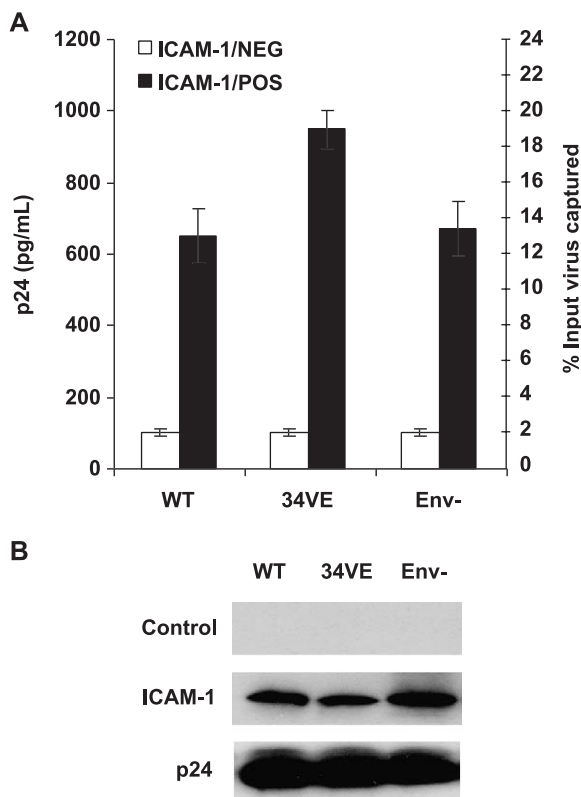 A
1200
1000
800
600
400
200
0
p24 (pg/mL)
ICAM-1/NEG
ICAM-1/POS
24
22
20
18
16
14
12
10
8
6
4
2
0
% Input virus captured
WT 34VE Env-
B
WT 34VE Env-
Control
ICAM-1
p24